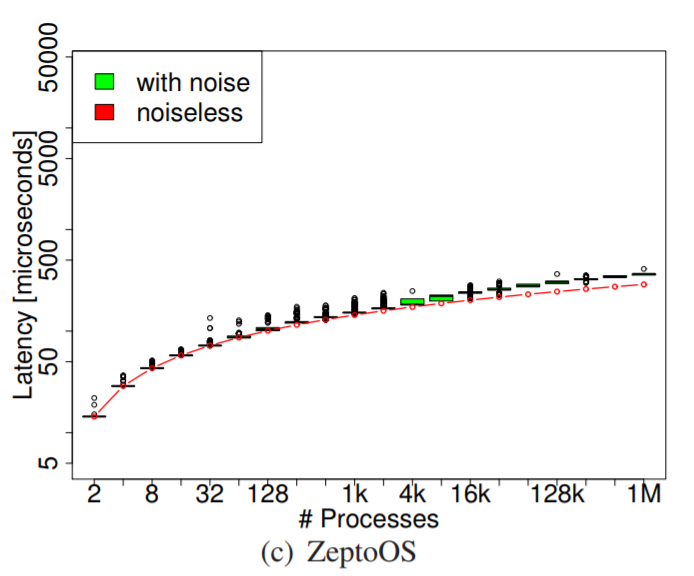 with noise
noiseless
Latency [microseconds]
50000
5000
500
50
5
2 8 32 128 1k 4k 16k 128k 1M
# Processes
(c) ZeptoOS